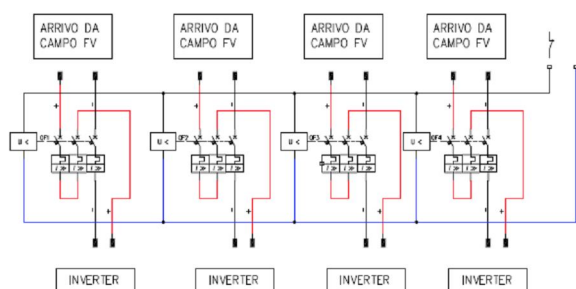 ARRIVO DA
CAMPO FV
ARRIVO DA
CAMPO FV
ARRIVO DA
CAMPO FV
ARRIVO DA
CAMPO FV
+ -
+ -
+ -
+ -
U <
QF1
U <
QF2
U <
QF3
U <
QF4
I ≫ I ≫ I ≫
I ≫ I ≫ I ≫
I ≫ I ≫ I ≫
I ≫ I ≫ I ≫
- +
- +
- +
- +
INVERTER
INVERTER
INVERTER
INVERTER